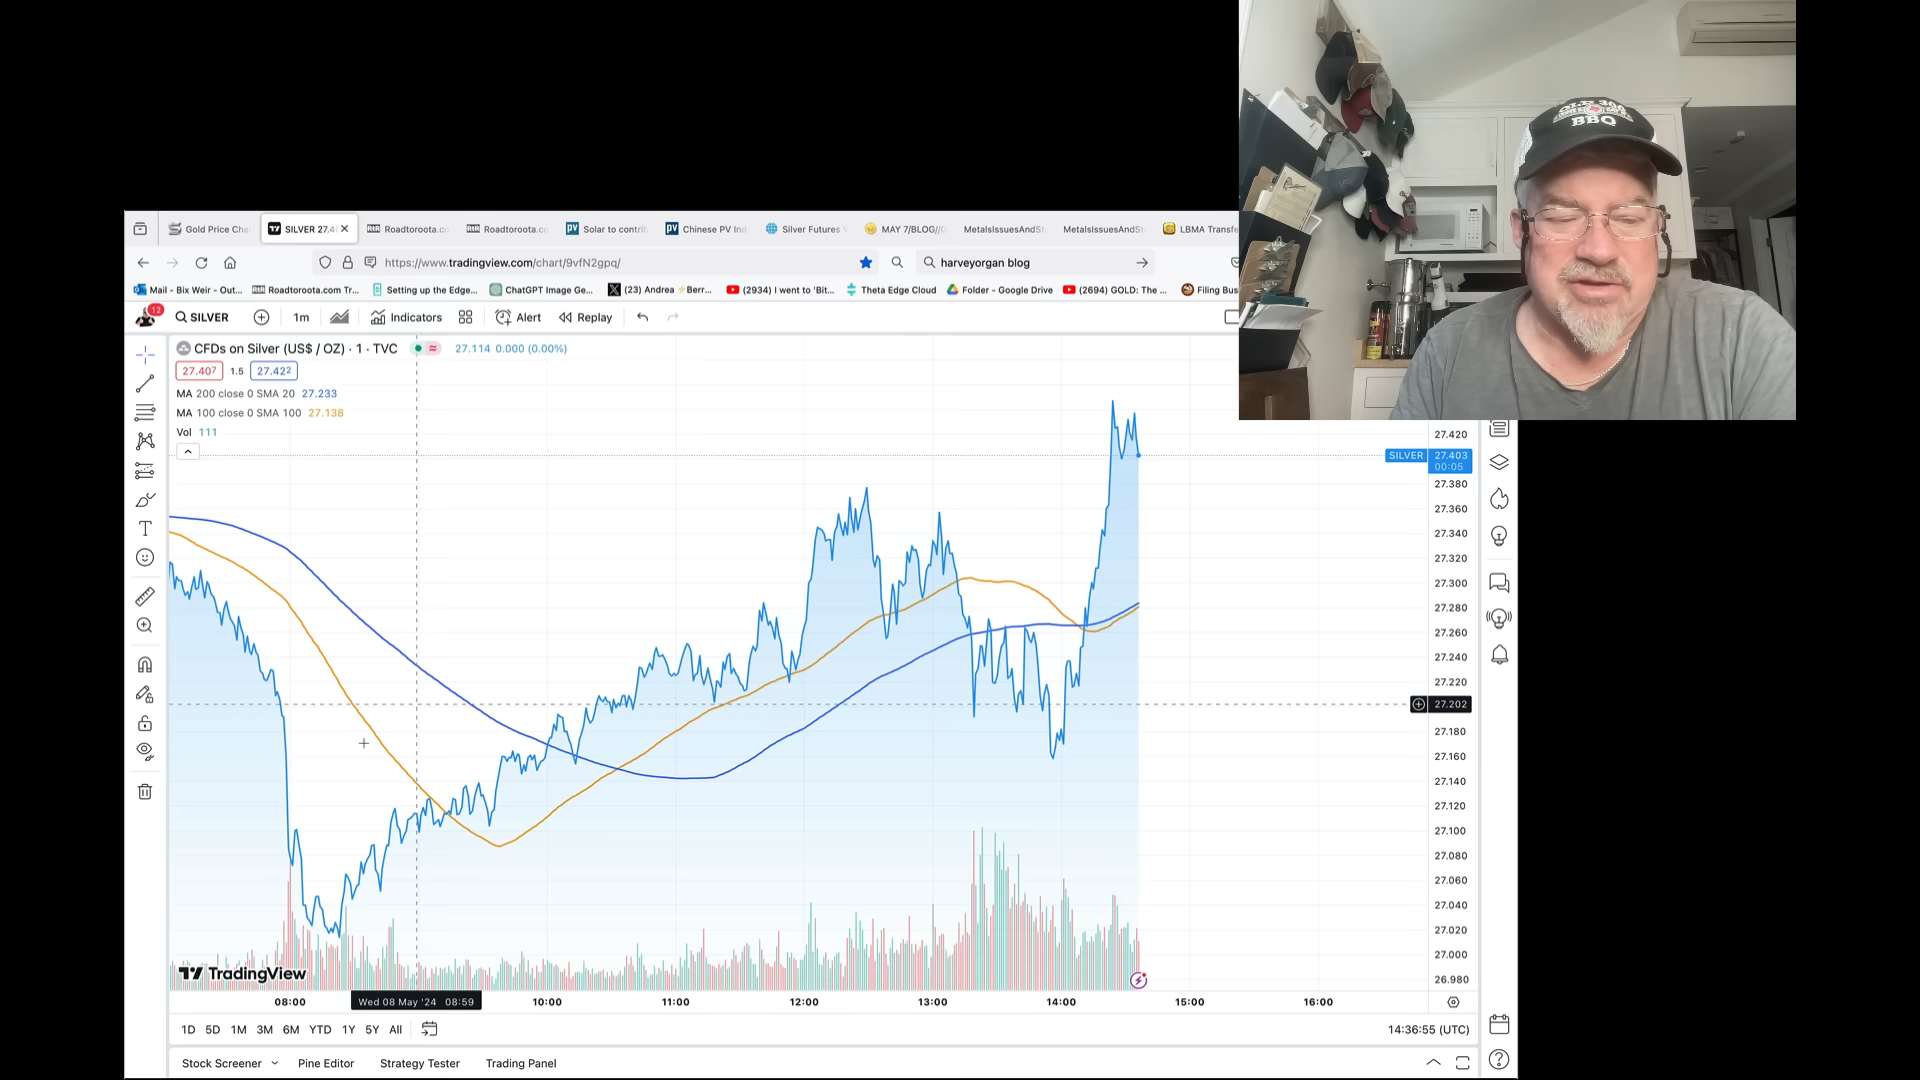 OLD 300
BBQ
Gold Price Cha
SILVER 27.4
Roadtoroota.co
Roadtoroota.co
Solar to contrib
Chinese PV Ind
Silver Futures
MAY 7/BLOG//
MetalsIssuesAndSt
MetalsIssuesAndSt
LBMA Transfe
https://www.tradingview.com/chart/9vfN2gpq/
harveyorgan blog
Mail - Bix Weir - Out...
Roadtoroota.com Tr...
Setting up the Edge...
ChatGPT Image Ge...
(23) Andrea ⚡Berr...
(2934) I went to 'Bit...
Theta Edge Cloud
Folder - Google Drive
(2694) GOLD: The ...
Filing Bus
12
SILVER
1m
Indicators
Alert
Replay
CFDs on Silver (US$ / OZ) · 1 · TVC
27.114 0.000 (0.00%)
27.407
1.5
27.422
MA 200 close 0 SMA 20 27.233
MA 100 close 0 SMA 100 27.138
Vol 111
27.420
SILVER 27.403
00:05
27.380
27.360
27.340
27.320
27.300
27.280
27.260
27.240
27.220
27.202
27.180
27.160
27.140
27.120
27.100
27.080
27.060
27.040
27.020
27.000
26.980
TradingView
08:00
Wed 08 May '24 08:59
10:00
11:00
12:00
13:00
14:00
15:00
16:00
1D 5D 1M 3M 6M YTD 1Y 5Y All
14:36:55 (UTC)
Stock Screener
Pine Editor
Strategy Tester
Trading Panel